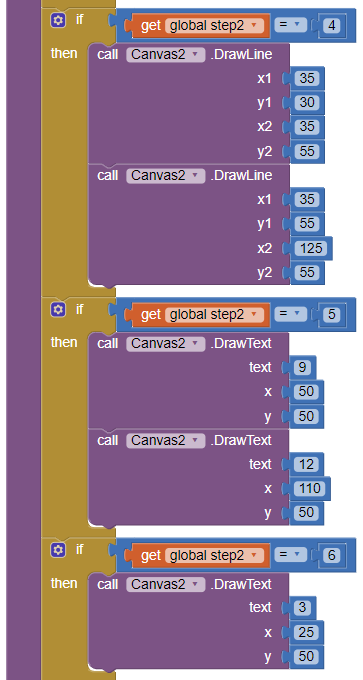 if get global step2 = 4
then call Canvas2 .DrawLine
x1 35
y1 30
x2 35
y2 55
call Canvas2 .DrawLine
x1 35
y1 55
x2 125
y2 55
if get global step2 = 5
then call Canvas2 .DrawText
text 9
x 50
y 50
call Canvas2 .DrawText
text 12
x 110
y 50
if get global step2 = 6
then call Canvas2 .DrawText
text 3
x 25
y 50